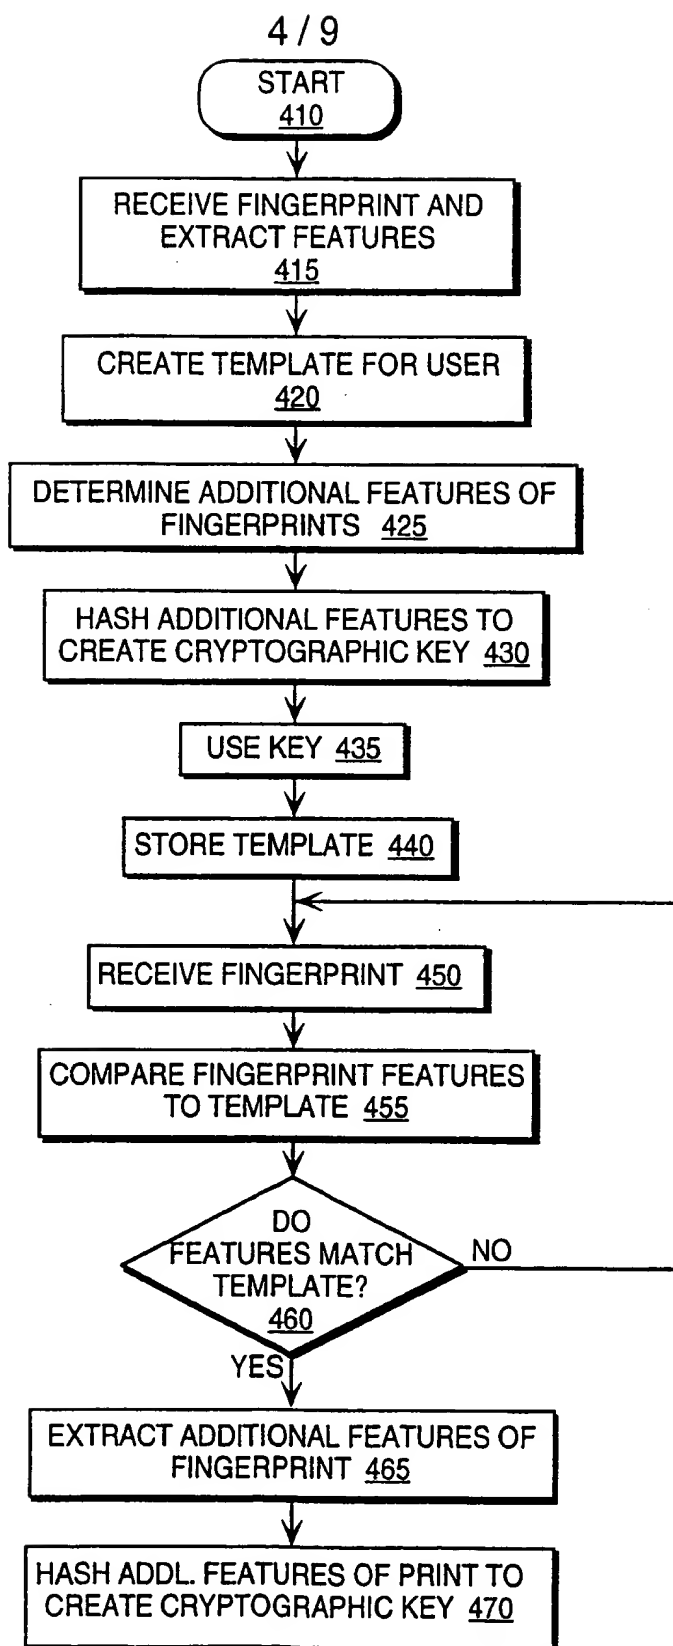 4 / 9
START
410
RECEIVE FINGERPRINT AND
EXTRACT FEATURES
415
CREATE TEMPLATE FOR USER
420
DETERMINE ADDITIONAL FEATURES OF
FINGERPRINTS 425
HASH ADDITIONAL FEATURES TO
CREATE CRYPTOGRAPHIC KEY 430
USE KEY 435
STORE TEMPLATE 440
RECEIVE FINGERPRINT 450
COMPARE FINGERPRINT FEATURES
TO TEMPLATE 455
DO
FEATURES MATCH
TEMPLATE?
460
NO
YES
EXTRACT ADDITIONAL FEATURES OF
FINGERPRINT 465
HASH ADDL. FEATURES OF PRINT TO
CREATE CRYPTOGRAPHIC KEY 470